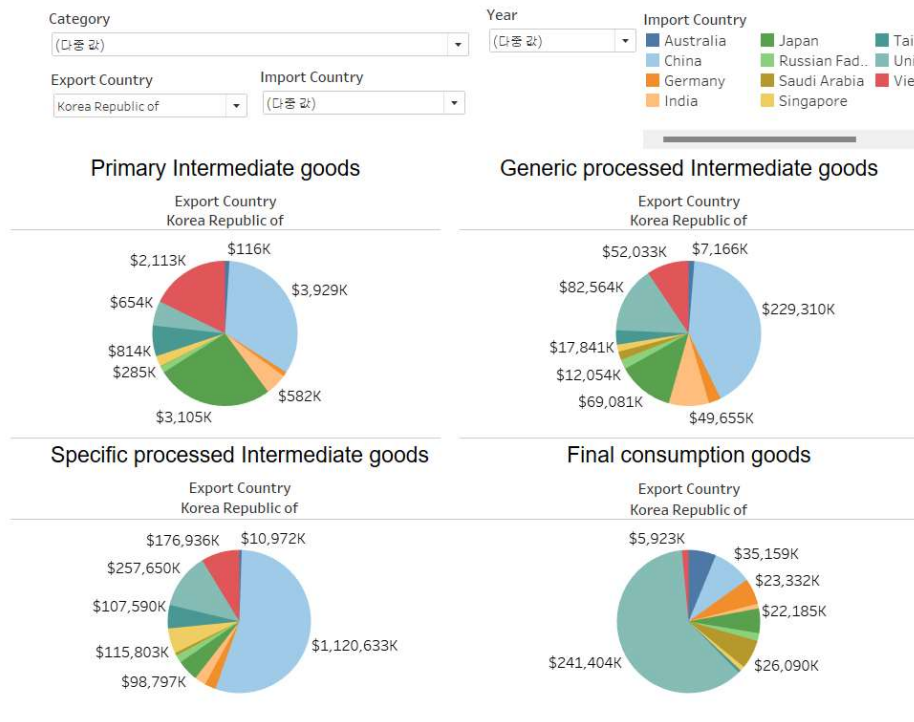 Category
Year
Import Country
(다중 값)
(다중 값)
Australia
Japan
Tai
China
Russian Fad..
Uni
Germany
Saudi Arabia
Vie
India
Singapore
Export Country
Import Country
Korea Republic of
(다중 값)
Primary Intermediate goods
Export Country
Korea Republic of
$116K
$2,113K
$3,929K
$654K
$814K
$285K
$582K
$3,105K
Generic processed Intermediate goods
Export Country
Korea Republic of
$52,033K
$7,166K
$82,564K
$229,310K
$17,841K
$12,054K
$69,081K
$49,655K
Specific processed Intermediate goods
Export Country
Korea Republic of
$176,936K
$10,972K
$257,650K
$107,590K
$1,120,633K
$115,803K
$98,797K
Final consumption goods
Export Country
Korea Republic of
$5,923K
$35,159K
$23,332K
$22,185K
$241,404K
$26,090K